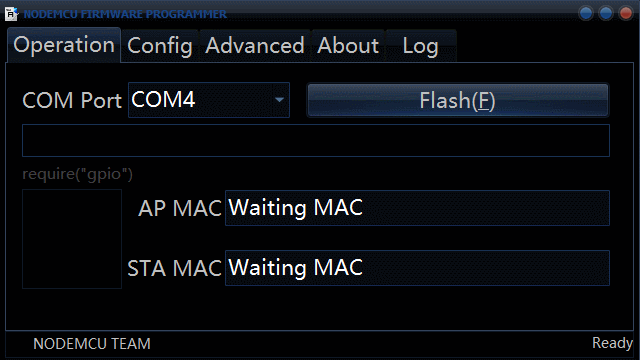 NODEMCU FIRMWARE PROGRAMMER
Operation Config Advanced About Log
COM Port COM4 Flash(F)
require("gpio")
AP MAC Waiting MAC
STA MAC Waiting MAC
NODEMCU TEAM Ready